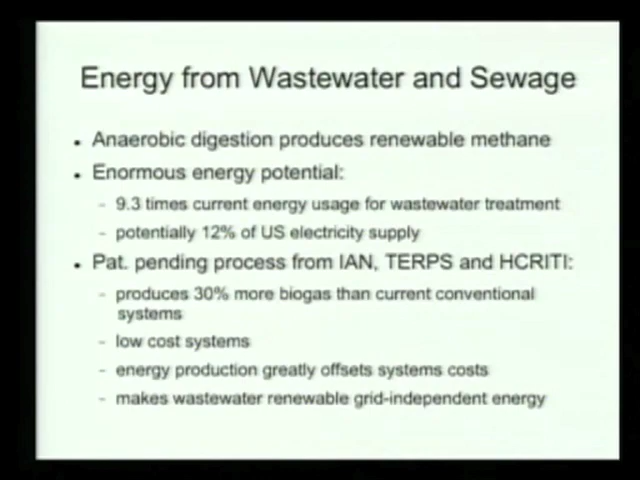 Energy from Wastewater and Sewage
• Anaerobic digestion produces renewable methane
• Enormous energy potential:
- 9.3 times current energy usage for wastewater treatment
- potentially 12% of US electricity supply
• Pat. pending process from IAN, TERPS and HCRITI:
- produces 30% more biogas than current conventional
systems
- low cost systems
- energy production greatly offsets systems costs
- makes wastewater renewable grid-independent energy